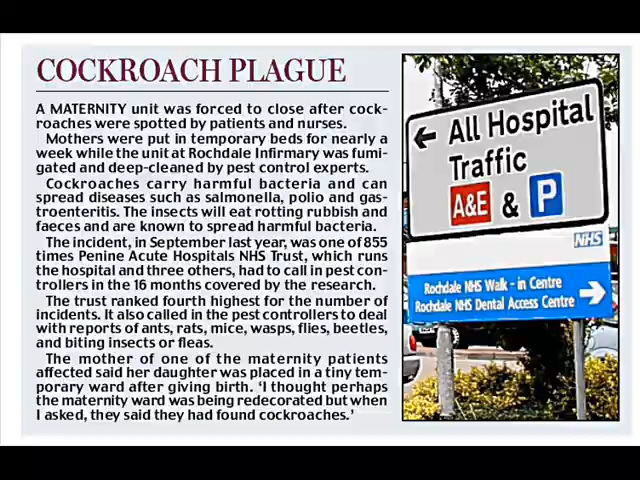 COCKROACH PLAGUE
A MATERNITY unit was forced to close after cock-
roaches were spotted by patients and nurses.
Mothers were put in temporary beds for nearly a
week while the unit at Rochdale Infirmary was fumi-
gated and deep-cleaned by pest control experts.
Cockroaches carry harmful bacteria and can
spread diseases such as salmonella, polio and gas-
troenteritis. The insects will eat rotting rubbish and
faeces and are known to spread harmful bacteria.
The incident, in September last year, was one of 855
times Penine Acute Hospitals NHS Trust, which runs
the hospital and three others, had to call in pest con-
trollers in the 16 months covered by the research.
The trust ranked fourth highest for the number of
incidents. It also called in the pest controllers to deal
with reports of ants, rats, mice, wasps, flies, beetles,
and biting insects or fleas.
The mother of one of the maternity patients
affected said her daughter was placed in a tiny tem-
porary ward after giving birth. ‘I thought perhaps
the maternity ward was being redecorated but when
I asked, they said they had found cockroaches.’
All Hospital
Traffic
A&E & P
NHS
Rochdale NHS Walk - in Centre
Rochdale NHS Dental Access Centre